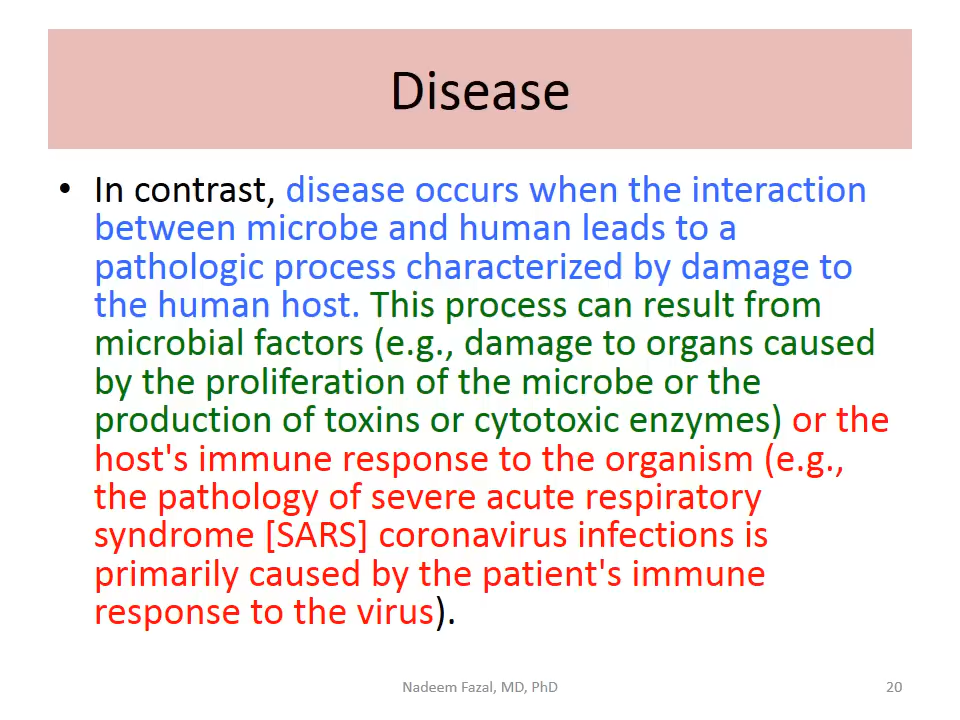 Disease
• In contrast, disease occurs when the interaction
between microbe and human leads to a
pathologic process characterized by damage to
the human host. This process can result from
microbial factors (e.g., damage to organs caused
by the proliferation of the microbe or the
production of toxins or cytotoxic enzymes) or the
host's immune response to the organism (e.g.,
the pathology of severe acute respiratory
syndrome [SARS] coronavirus infections is
primarily caused by the patient's immune
response to the virus).
Nadeem Fazal, MD, PhD
20